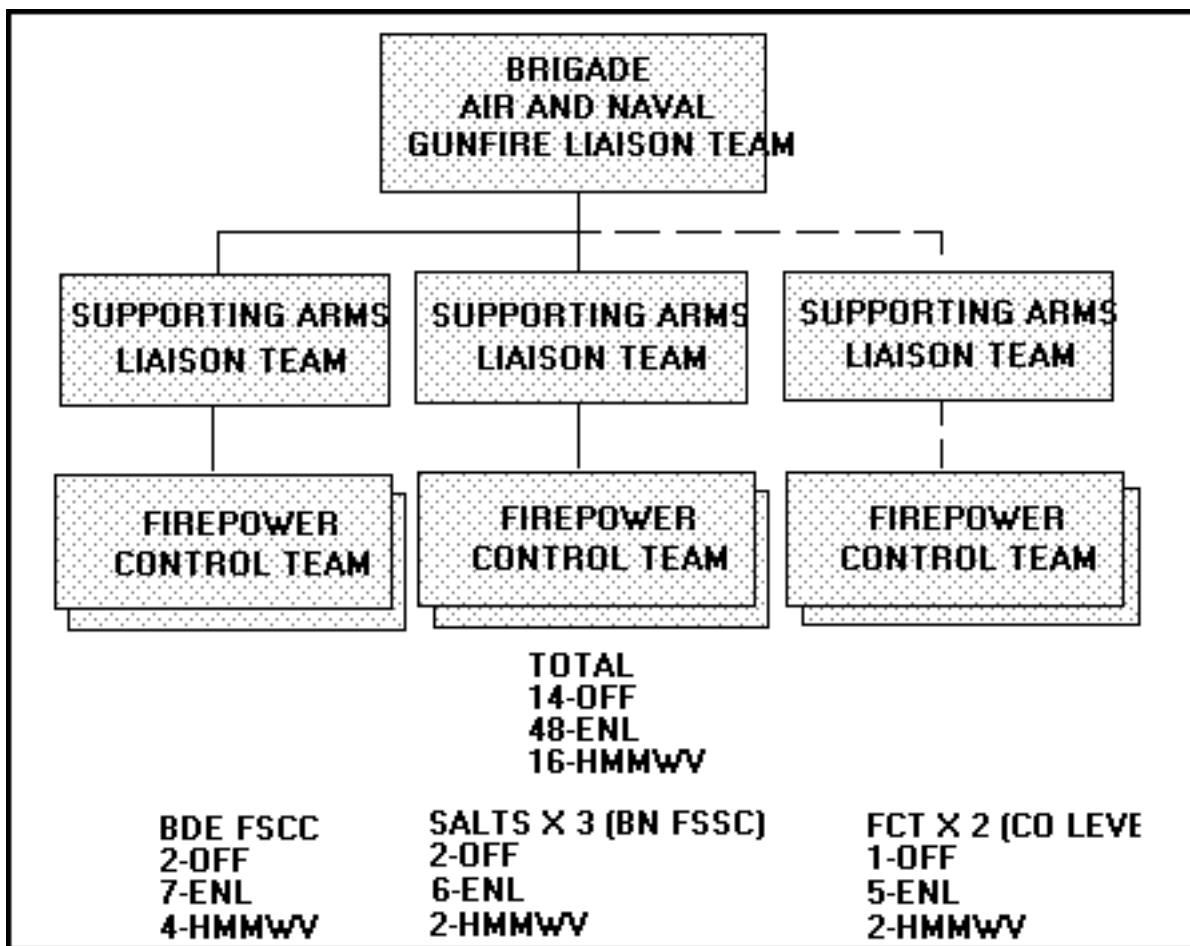 BRIGADE
AIR AND NAVAL
GUNFIRE LIAISON TEAM
SUPPORTING ARMS
LIAISON TEAM
SUPPORTING ARMS
LIAISON TEAM
SUPPORTING ARMS
LIAISON TEAM
FIREPOWER
CONTROL TEAM
FIREPOWER
CONTROL TEAM
FIREPOWER
CONTROL TEAM
TOTAL
14-OFF
48-ENL
16-HMMWV
BDE FSCC
2-OFF
7-ENL
4-HMMWV
SALTS X 3 (BN FSSC)
2-OFF
6-ENL
2-HMMWV
FCT X 2 (CO LEVE
1-OFF
5-ENL
2-HMMWV